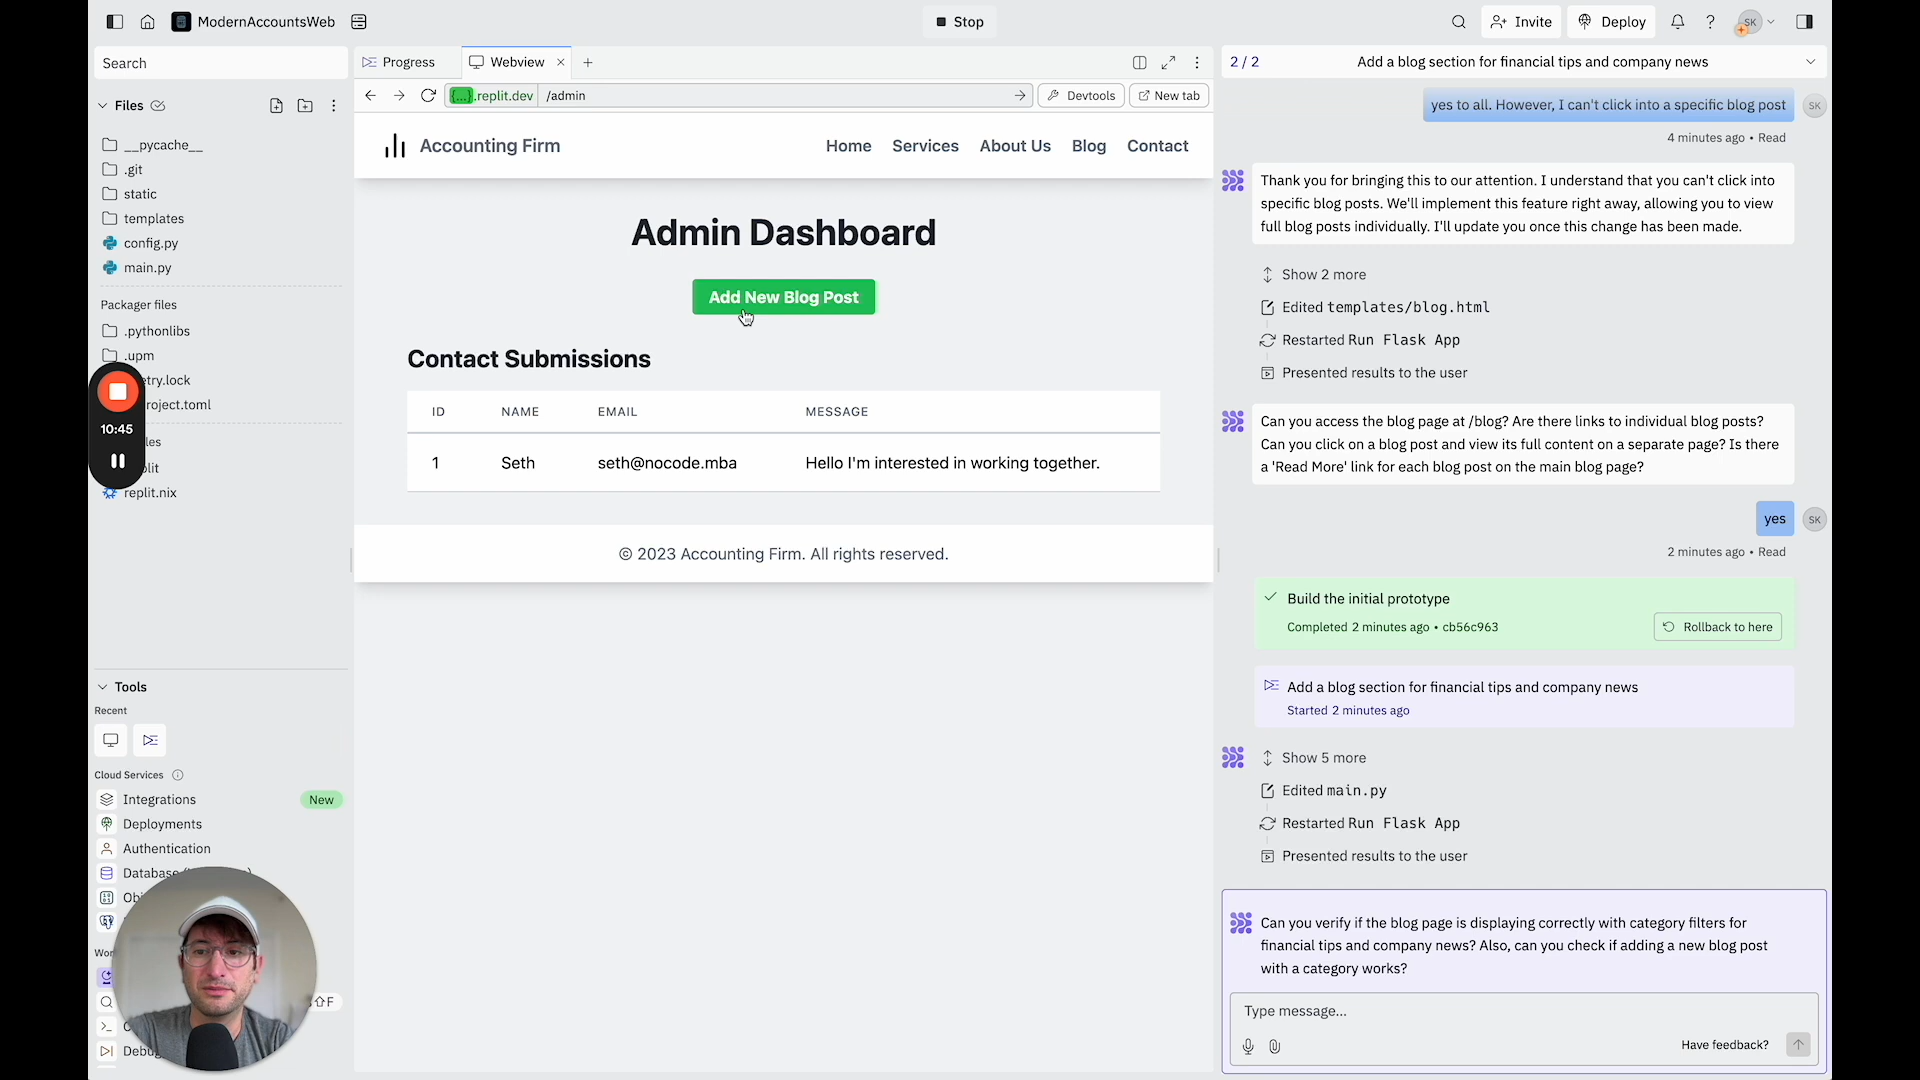 ModernAccountsWeb
Stop
Invite
Deploy
SK
Search
Files
__pycache__
.git
static
templates
config.py
main.py
Packager files
.pythonlibs
.upm
etry.lock
roject.toml
10:45
les
lit
replit.nix
Tools
Recent
Cloud Services
Integrations
New
Deployments
Authentication
Database
Ob
Wor
F
C
Debug
Progress
Webview
{...}.replit.dev
/admin
Devtools
New tab
Accounting Firm
Home
Services
About Us
Blog
Contact
Admin Dashboard
Add New Blog Post
Contact Submissions
ID NAME EMAIL MESSAGE
1 Seth seth@nocode.mba Hello I'm interested in working together.
© 2023 Accounting Firm. All rights reserved.
2 / 2
Add a blog section for financial tips and company news
yes to all. However, I can't click into a specific blog post
SK
4 minutes ago • Read
Thank you for bringing this to our attention. I understand that you can't click into
specific blog posts. We'll implement this feature right away, allowing you to view
full blog posts individually. I'll update you once this change has been made.
Show 2 more
Edited templates/blog.html
Restarted Run Flask App
Presented results to the user
Can you access the blog page at /blog? Are there links to individual blog posts?
Can you click on a blog post and view its full content on a separate page? Is there
a 'Read More' link for each blog post on the main blog page?
yes
SK
2 minutes ago • Read
Build the initial prototype
Completed 2 minutes ago • cb56c963
Rollback to here
Add a blog section for financial tips and company news
Started 2 minutes ago
Show 5 more
Edited main.py
Restarted Run Flask App
Presented results to the user
Can you verify if the blog page is displaying correctly with category filters for
financial tips and company news? Also, can you check if adding a new blog post
with a category works?
Type message...
Have feedback?